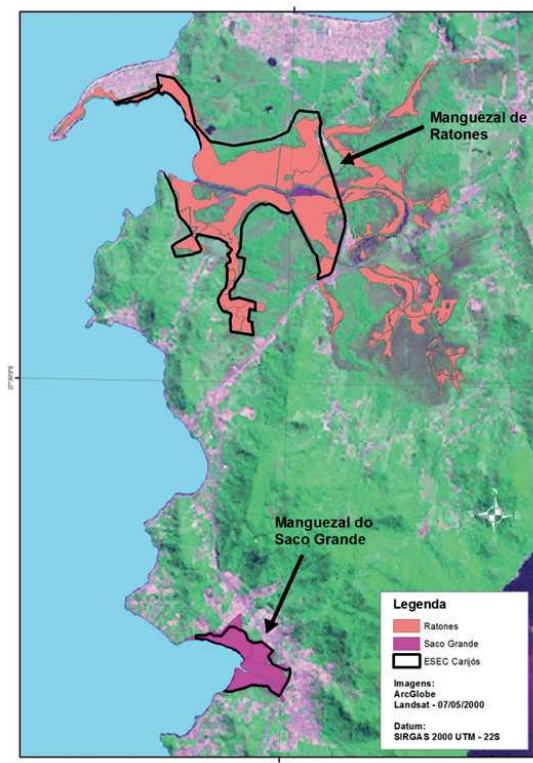 Manguezal de
Ratones
Manguezal do
Saco Grande
N
Legenda
Ratones
Saco Grande
ESEC Carijós
Imagens:
ArcGlobe
Landsat - 07/05/2000
Datum:
SIRGAS 2000 UTM - 22S